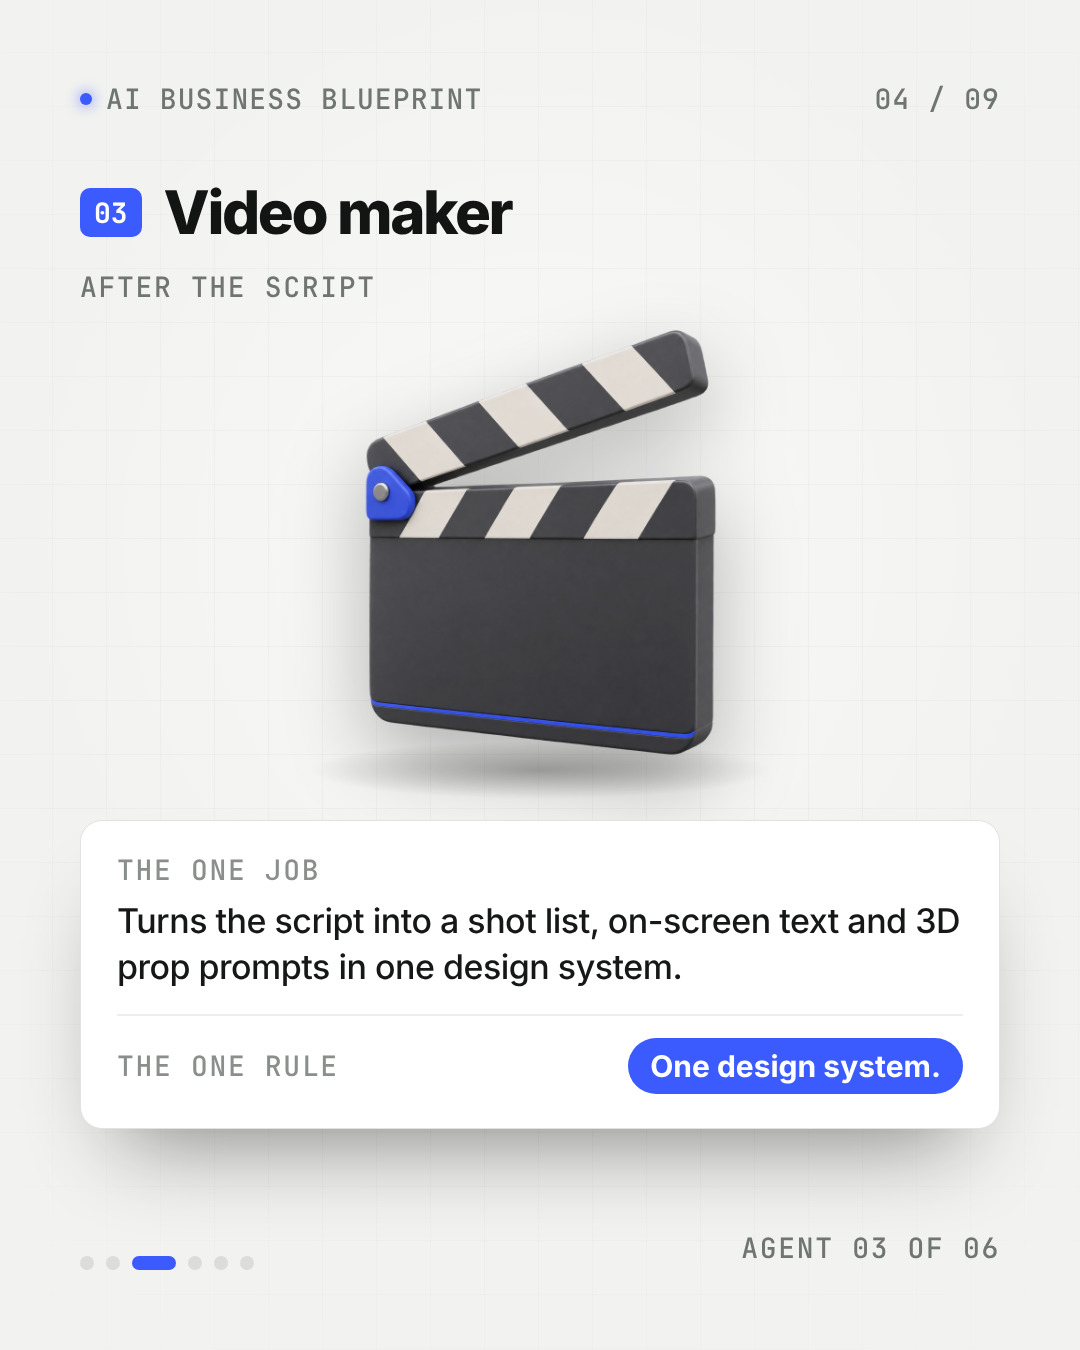 AI BUSINESS BLUEPRINT
04 / 09
03 Video maker
AFTER THE SCRIPT
THE ONE JOB
Turns the script into a shot list, on-screen text and 3D
prop prompts in one design system.
THE ONE RULE
One design system.
AGENT 03 OF 06